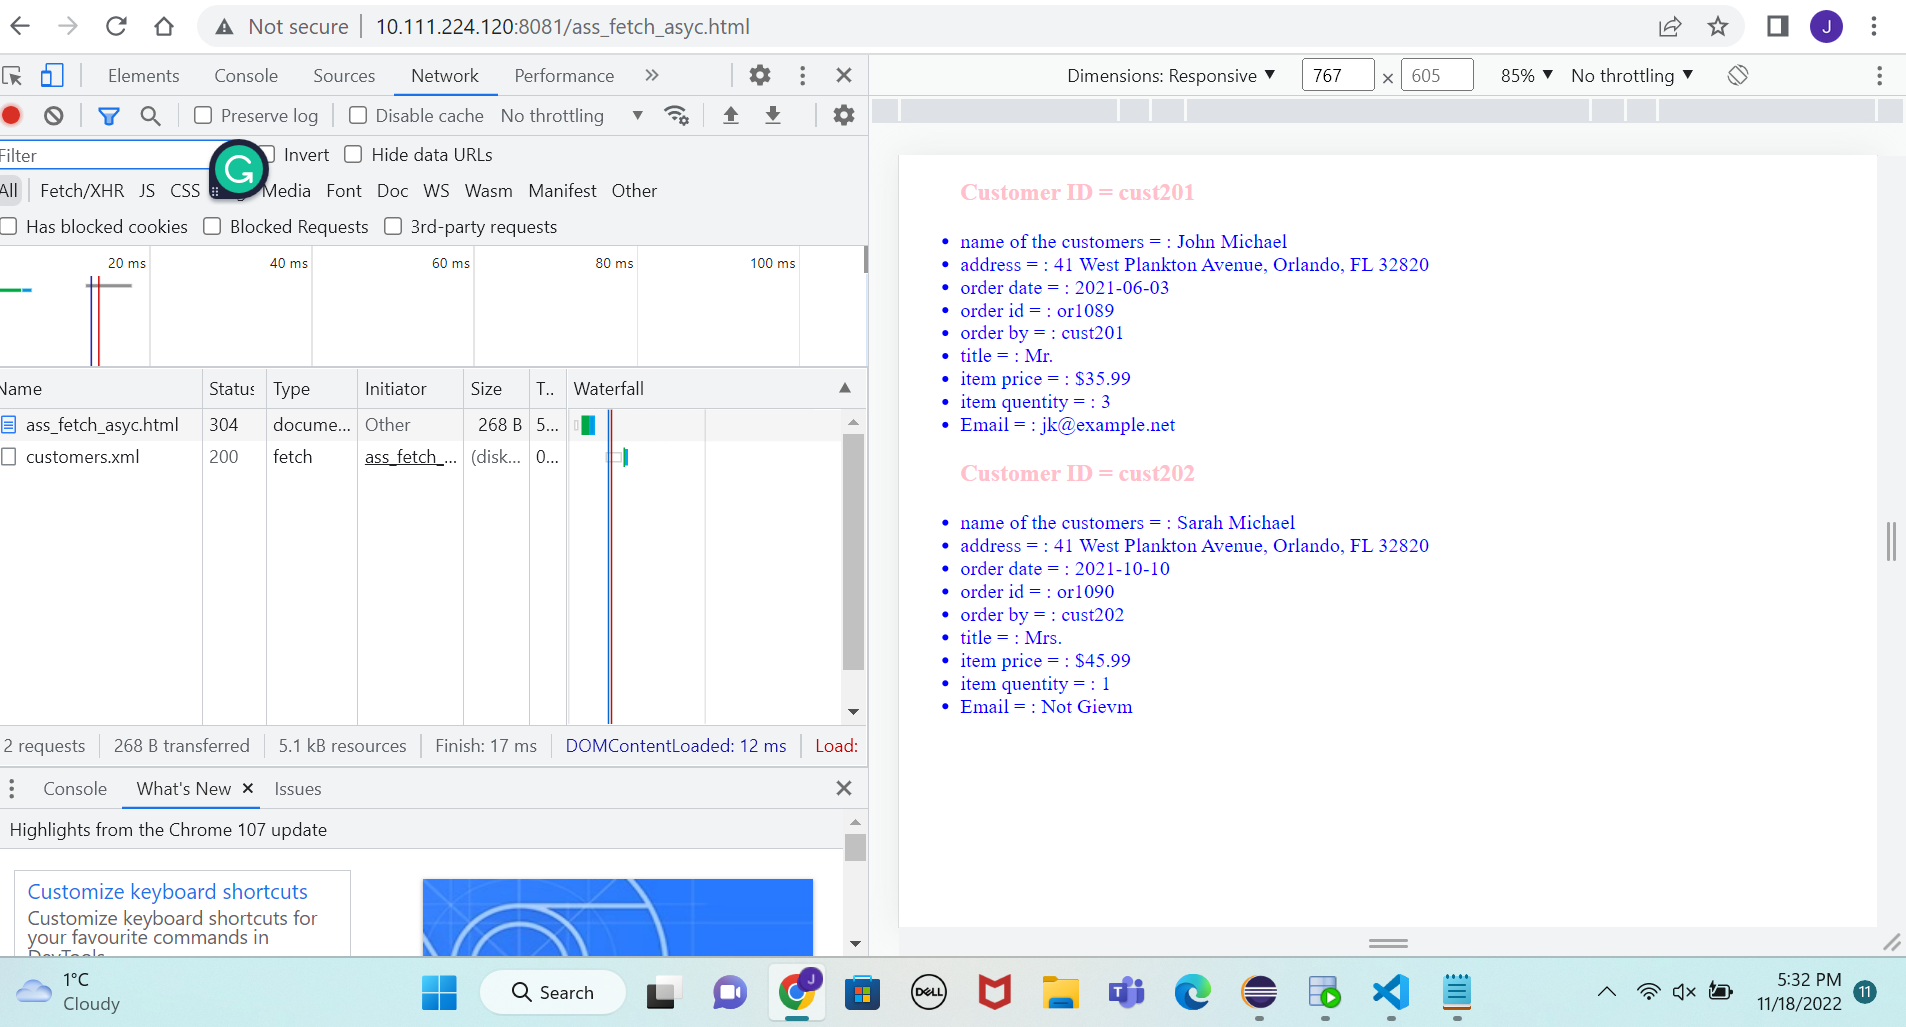 Not secure | 10.111.224.120:8081/ass_fetch_asyc.html
J
Elements Console Sources Network Performance »
Dimensions: Responsive ▼ 767 × 605 85% ▼ No throttling ▼
Preserve log Disable cache No throttling ▼
Filter Invert Hide data URLs
All Fetch/XHR JS CSS Media Font Doc WS Wasm Manifest Other
Has blocked cookies Blocked Requests 3rd-party requests
20 ms 40 ms 60 ms 80 ms 100 ms
Name Status Type Initiator Size T.. Waterfall
ass_fetch_asyc.html 304 docume... Other 268 B 5...
customers.xml 200 fetch ass_fetch_... (disk... 0...
2 requests 268 B transferred 5.1 kB resources Finish: 17 ms DOMContentLoaded: 12 ms Load:
Console What's New × Issues
Highlights from the Chrome 107 update
Customize keyboard shortcuts
Customize keyboard shortcuts for
your favourite commands in
DevTools
Customer ID = cust201
• name of the customers = : John Michael
• address = : 41 West Plankton Avenue, Orlando, FL 32820
• order date = : 2021-06-03
• order id = : or1089
• order by = : cust201
• title = : Mr.
• item price = : $35.99
• item quentity = : 3
• Email = : jk@example.net
Customer ID = cust202
• name of the customers = : Sarah Michael
• address = : 41 West Plankton Avenue, Orlando, FL 32820
• order date = : 2021-10-10
• order id = : or1090
• order by = : cust202
• title = : Mrs.
• item price = : $45.99
• item quentity = : 1
• Email = : Not Gievm
1°C
Cloudy
Search
J
DELL
T
5:32 PM
11/18/2022
11